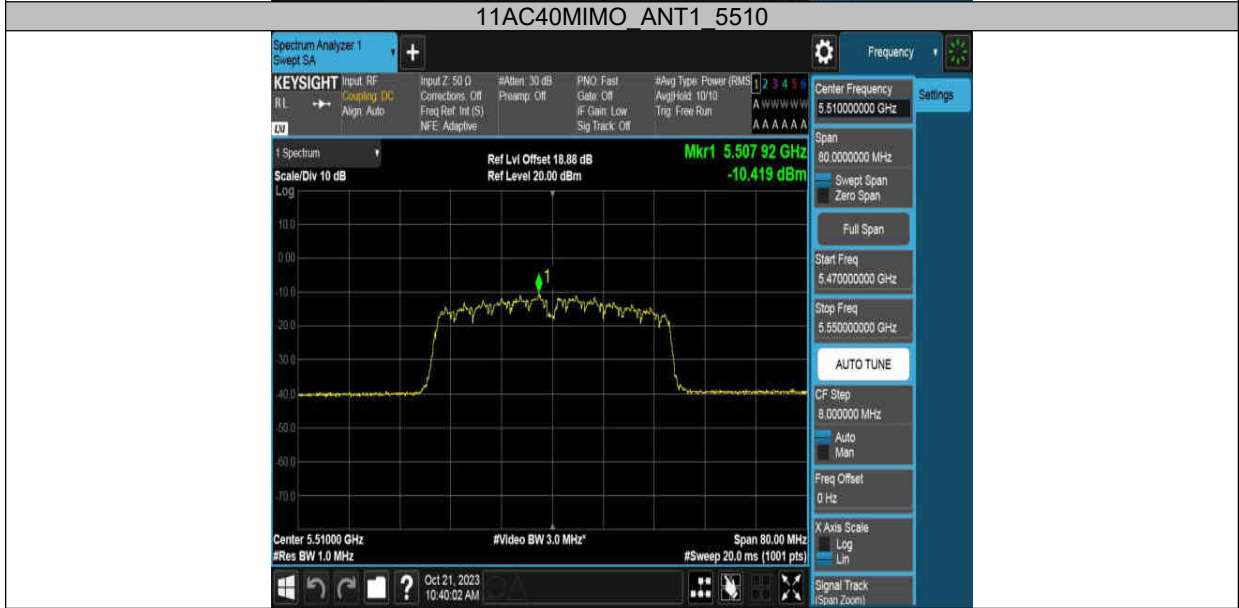 11AC40MIMO_ANT1_5510
Spectrum Analyzer 1
Swept SA
Frequency
KEYSIGHT
RL
LXI
Input: RF
Coupling: DC
Align: Auto
Input Z: 50 Ω
Corrections: Off
Freq Ref: Int (S)
NFE: Adaptive
#Atten: 30 dB
Preamp: Off
PNO: Fast
Gate: Off
IF Gain: Low
Sig Track: Off
#Avg Type: Power (RMS
Avg|Hold: 10/10
Trig: Free Run
1 2 3 4 5 6
A W W W W W
A A A A A A
Center Frequency
5.510000000 GHz
Settings
1 Spectrum
Scale/Div 10 dB
Ref Lvl Offset 18.88 dB
Ref Level 20.00 dBm
Mkr1 5.507 92 GHz
-10.419 dBm
Log
10.0
0.00
-10.0
-20.0
-30.0
-40.0
-50.0
-60.0
-70.0
1
Center 5.51000 GHz
#Res BW 1.0 MHz
#Video BW 3.0 MHz*
Span 80.00 MHz
#Sweep 20.0 ms (1001 pts)
Span
80.0000000 MHz
Swept Span
Zero Span
Full Span
Start Freq
5.470000000 GHz
Stop Freq
5.550000000 GHz
AUTO TUNE
CF Step
8.000000 MHz
Auto
Man
Freq Offset
0 Hz
X Axis Scale
Log
Lin
Signal Track
(Span Zoom)
?
Oct 21, 2023
10:40:02 AM